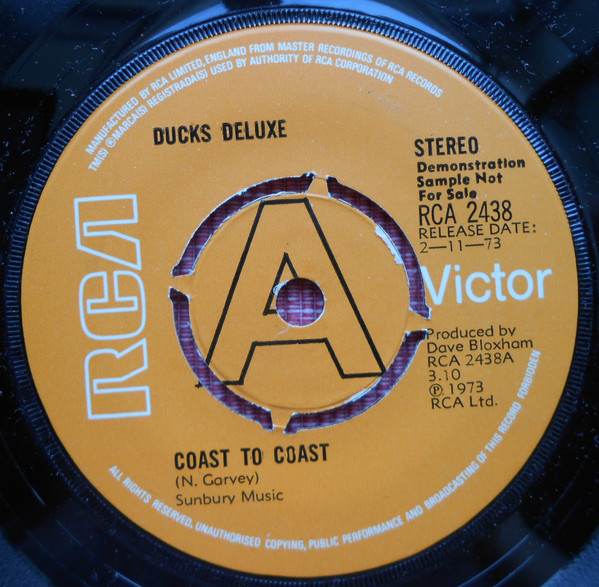 MANUFACTURED BY RCA LIMITED, ENGLAND FROM MASTER RECORDINGS OF RCA RECORDS
TM(S) ® MARCA(S) REGISTRADA(S) USED BY AUTHORITY OF RCA CORPORATION
DUCKS DELUXE
STEREO
Demonstration
Sample Not
For Sale
RCA 2438
RELEASE DATE:
2-11-73
RCA
A
Victor
Produced by
Dave Bloxham
RCA 2438A
3.10
℗ 1973
RCA Ltd.
COAST TO COAST
(N. Garvey)
Sunbury Music
ALL RIGHTS RESERVED, UNAUTHORISED COPYING, PUBLIC PERFORMANCE AND BROADCASTING OF THIS RECORD FORBIDDEN